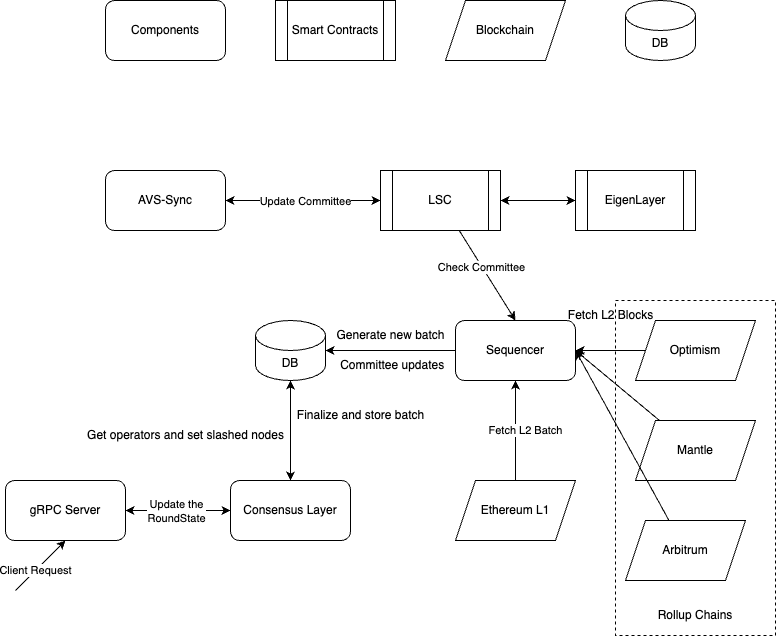 Components
Smart Contracts
Blockchain
DB
AVS-Sync
Update Committee
LSC
EigenLayer
Check Committee
Fetch L2 Blocks
Generate new batch
DB
Sequencer
Optimism
Committee updates
Finalize and store batch
Get operators and set slashed nodes
Fetch L2 Batch
Mantle
gRPC Server
Update the
RoundState
Consensus Layer
Ethereum L1
Arbitrum
Client Request
Rollup Chains